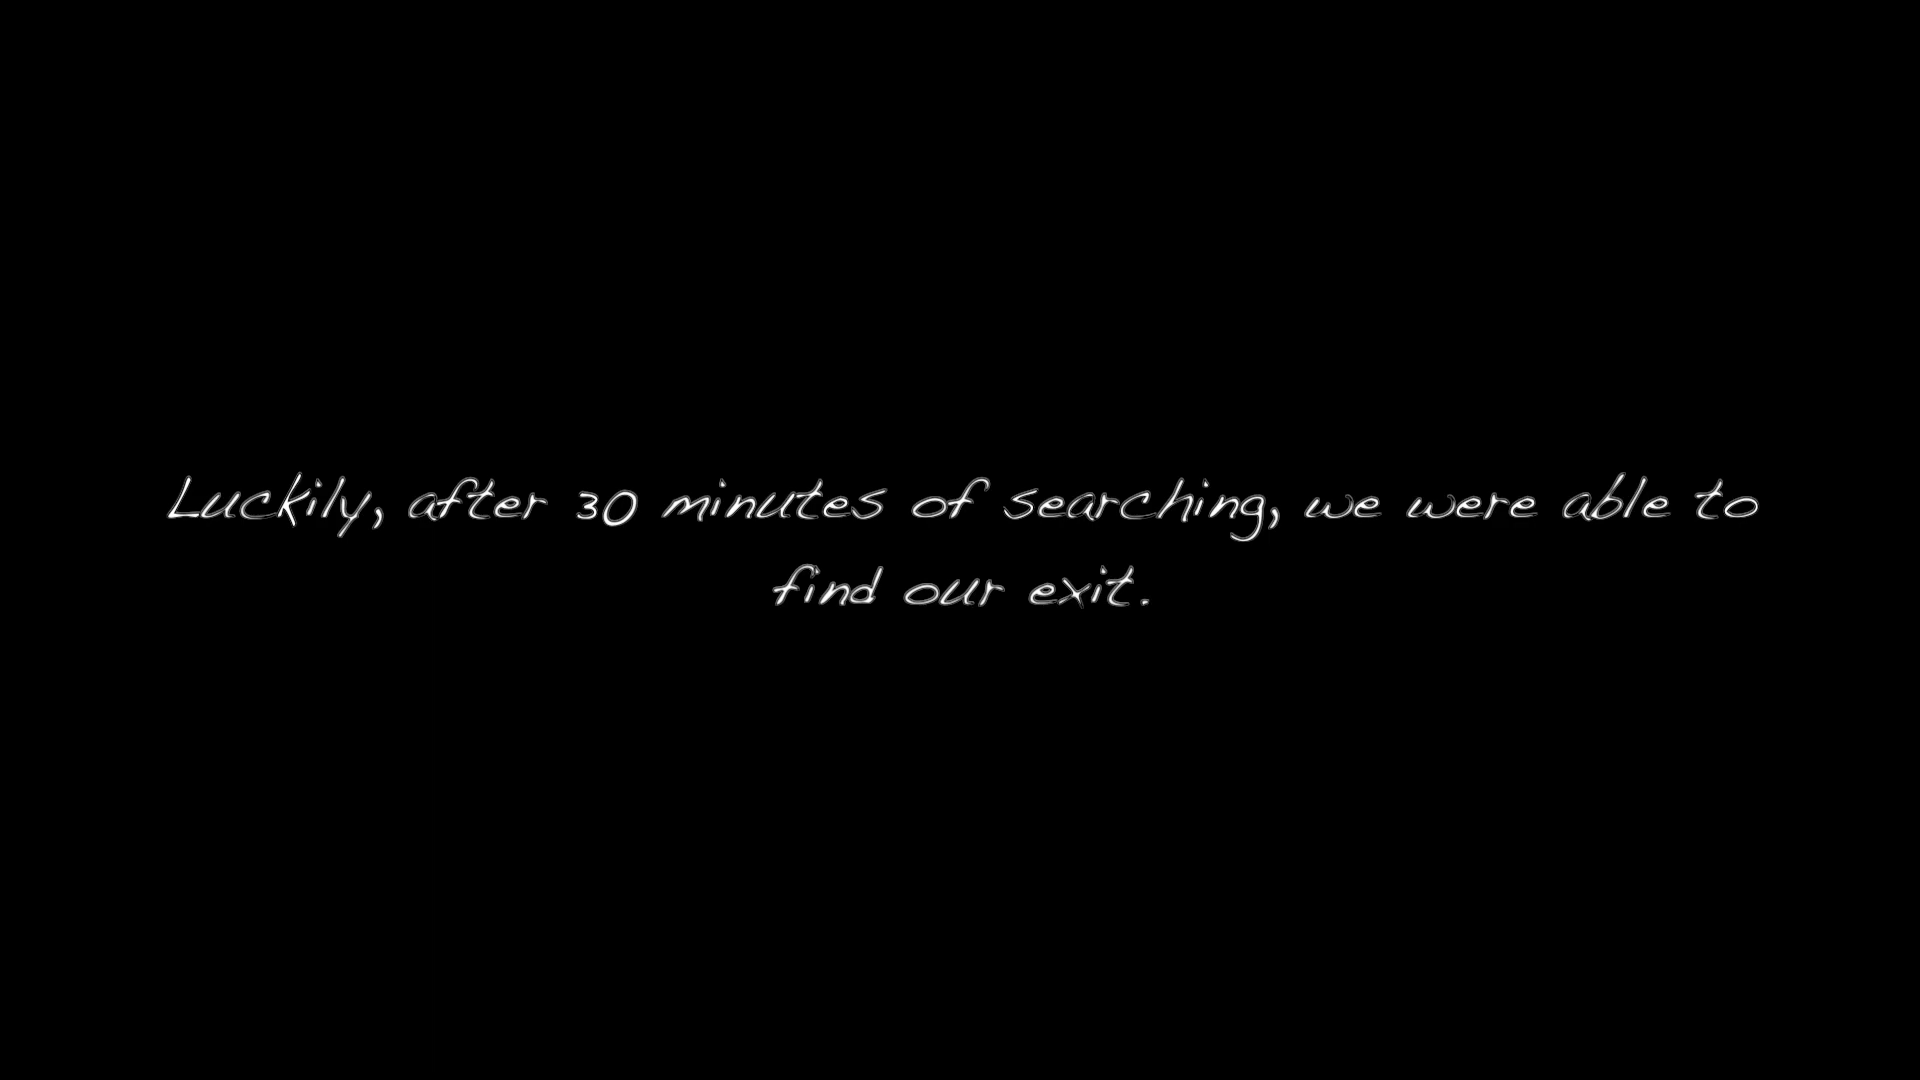 Luckily, after 30 minutes of searching, we were able to
find our exit.